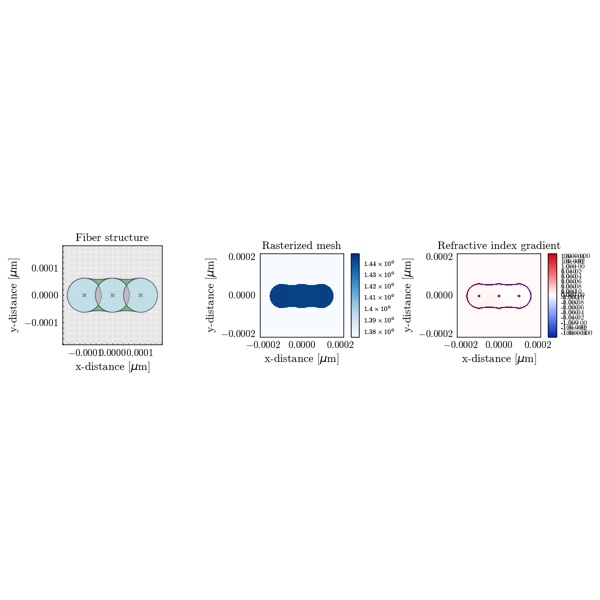 Fiber structure
y-distance [μm]
0.0001
0.0000
−0.0001
−0.0001 0.0000 0.0001
x-distance [μm]
Rasterized mesh
y-distance [μm]
0.0002
0.0000
−0.0002
−0.0002 0.0000 0.0002
x-distance [μm]
1.44 × 10⁰
1.43 × 10⁰
1.42 × 10⁰
1.41 × 10⁰
1.4 × 10⁰
1.39 × 10⁰
1.38 × 10⁰
Refractive index gradient
y-distance [μm]
0.0002
0.0000
−0.0002
−0.0002 0.0000 0.0002
x-distance [μm]